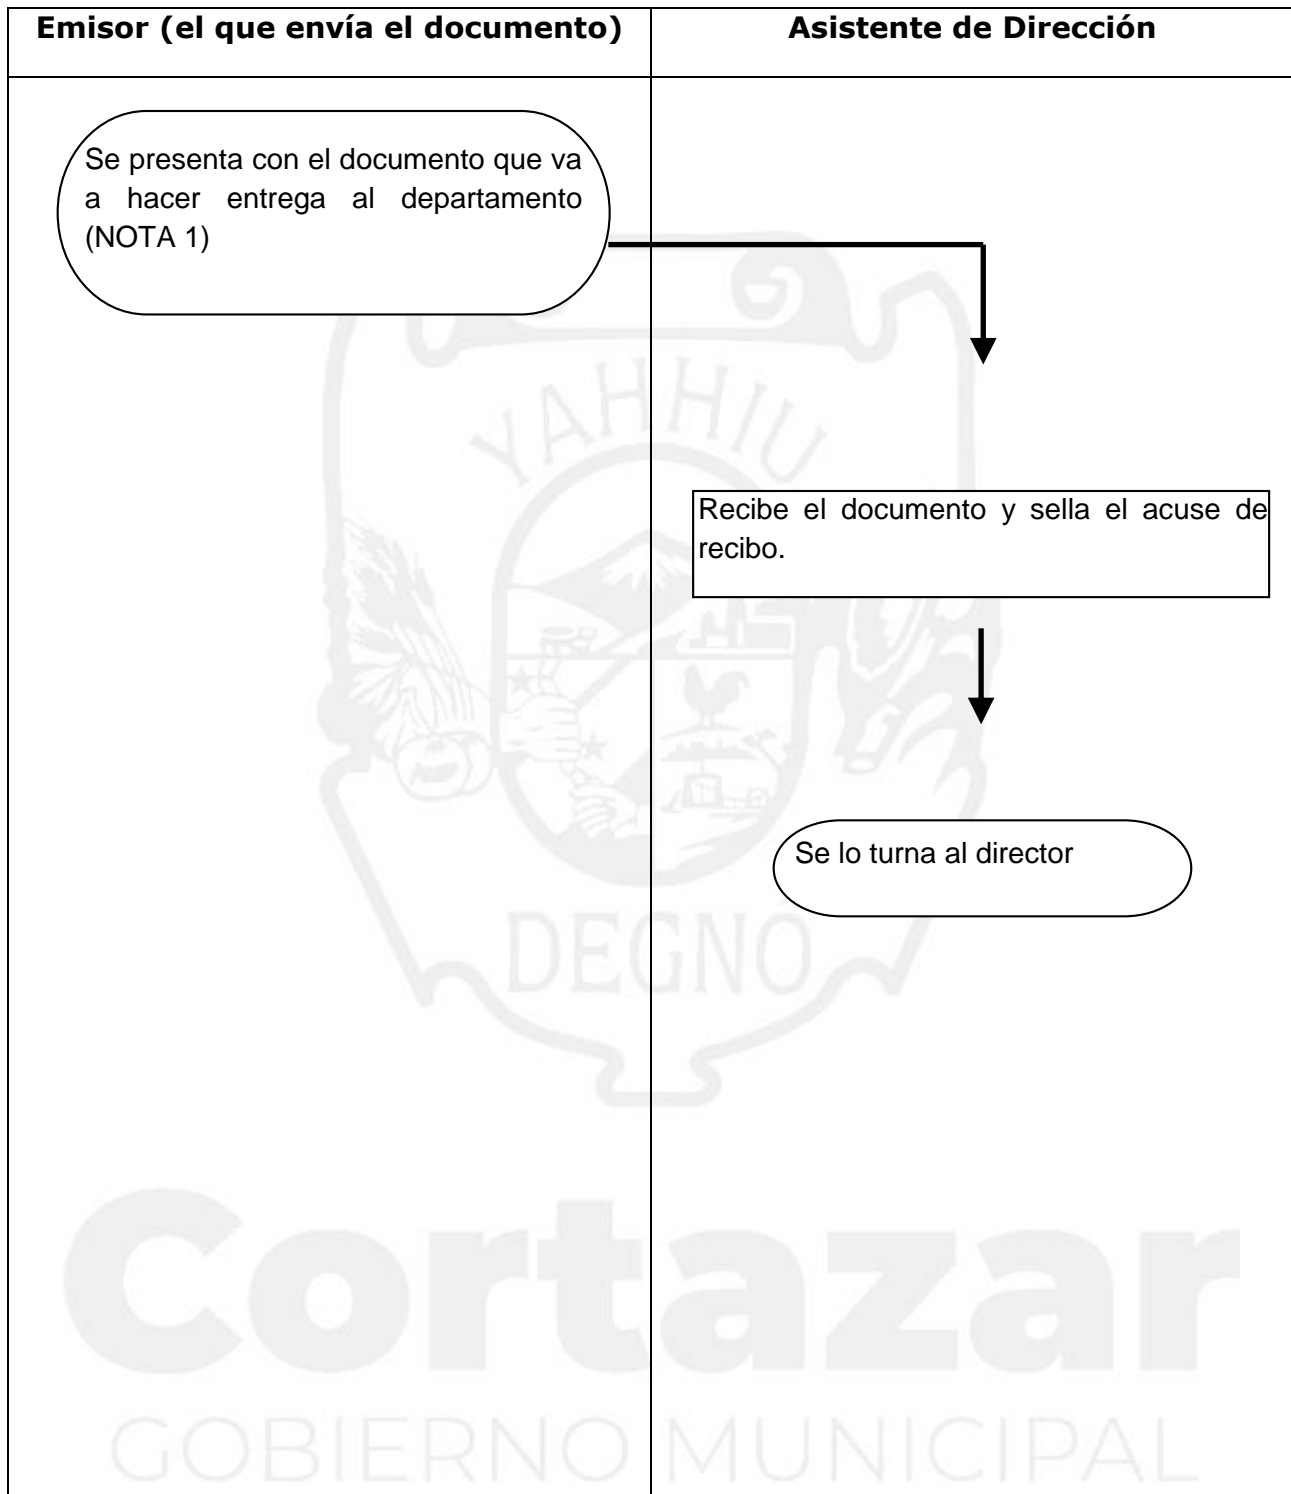 Emisor (el que envía el documento)
Asistente de Dirección
Se presenta con el documento que va
a hacer entrega al departamento
(NOTA 1)
Recibe el documento y sella el acuse de
recibo.
Se lo turna al director
YAHHIU
DEGNO
Cortazar
GOBIERNO MUNICIPAL